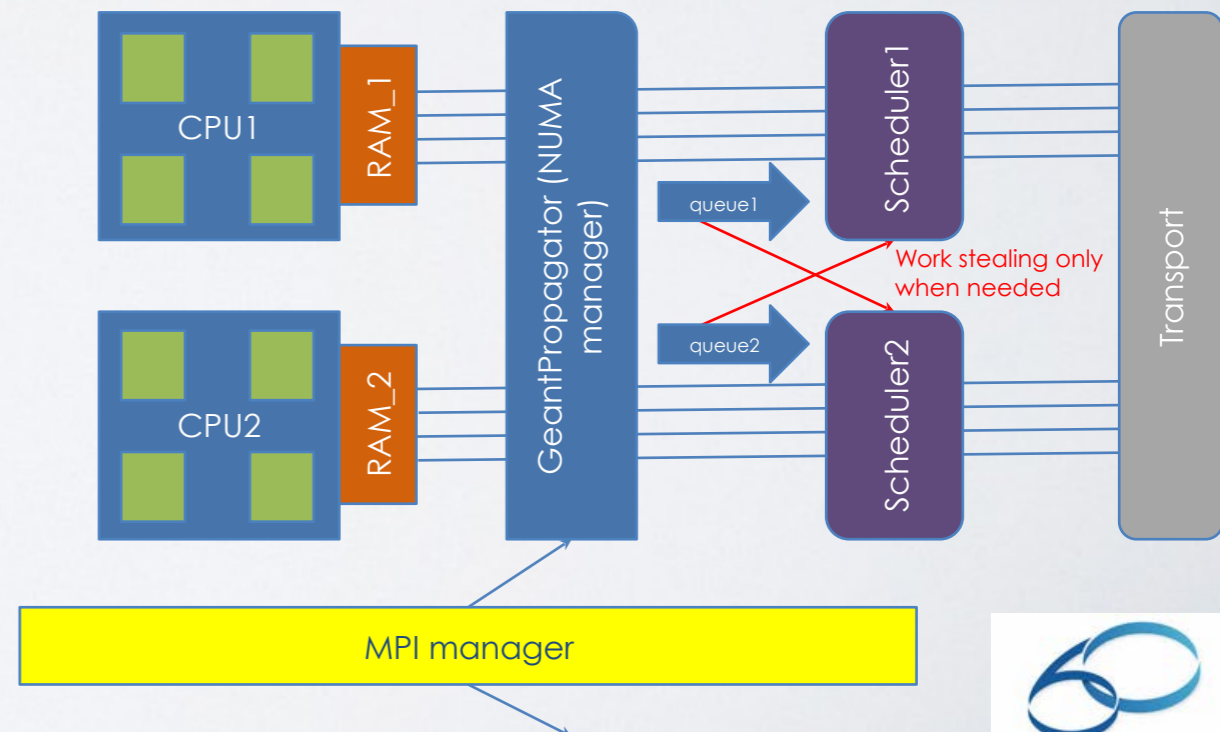 CPU1
RAM_1
GeantPropagator (NUMA
manager)
queue1
Scheduler1
Work stealing only
when needed
Transport
CPU2
RAM_2
queue2
Scheduler2
MPI manager